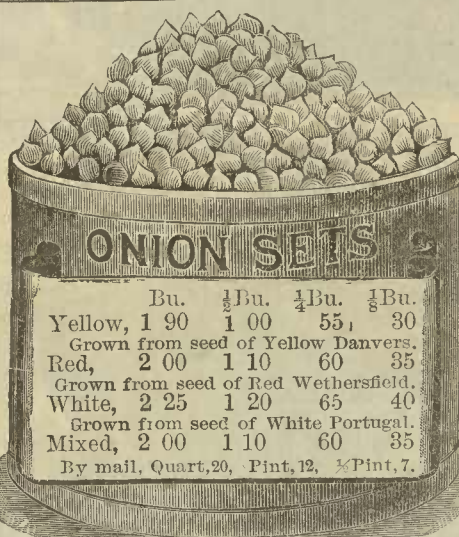 ONION SETS
Bu. ½Bu. ¼Bu. ⅛Bu.
Yellow, 1 90 1 00 55, 30
Grown from seed of Yellow Danvers.
Red, 2 00 1 10 60 35
Grown from seed of Red Wethersfield.
White, 2 25 1 20 65 40
Grown from seed of White Portugal.
Mixed, 2 00 1 10 60 35
By mail, Quart,20, Pint,12, ½Pint,7.